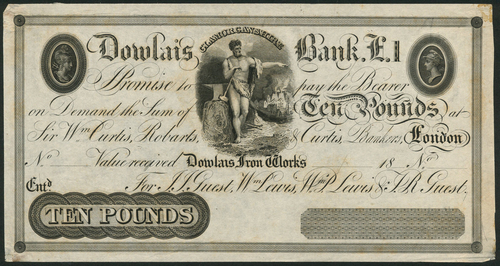 GLAMORGANSHIRE
Dowlais Bank. £.1
I Promise to pay the Bearer
on Demand the Sum of Ten Pounds at
Sir Wm Curtis, Robarts, & Curtis, Bankers, London
No Value received Dowlais Iron Works 18 No
Entd For J.J. Guest, Wm Lewis, Wm P. Lewis & T.R. Guest.
TEN POUNDS